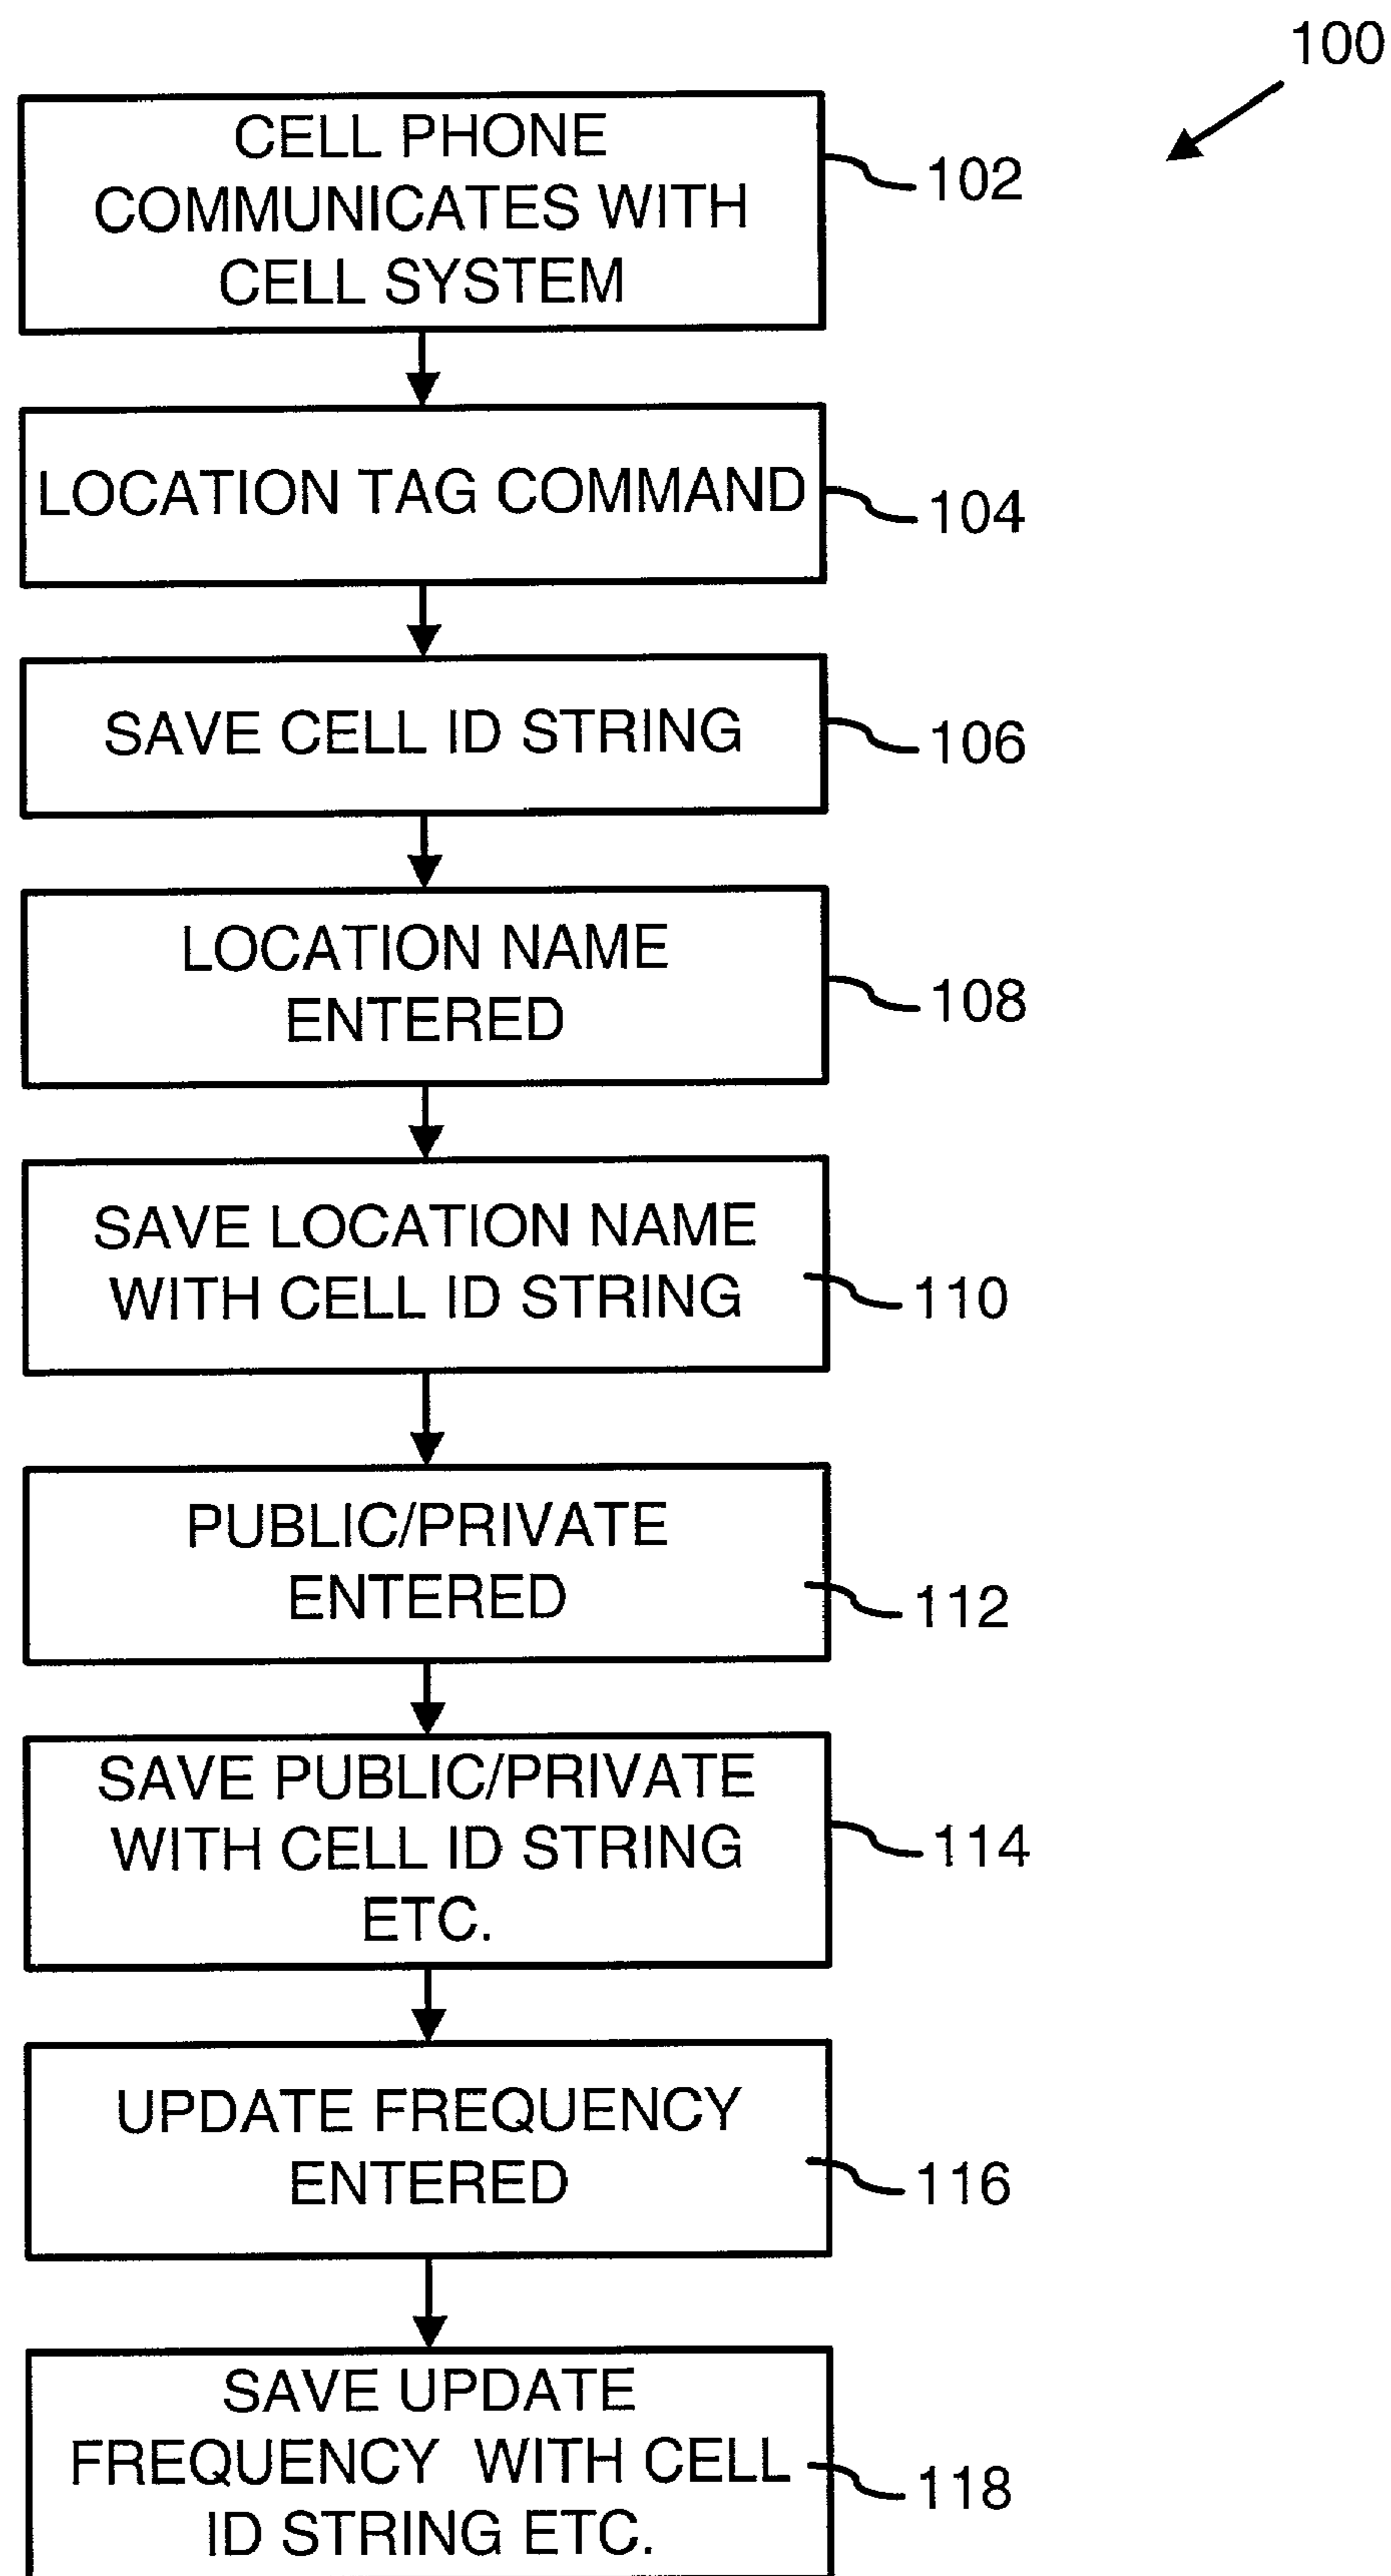 100
CELL PHONE
COMMUNICATES WITH
CELL SYSTEM
102
LOCATION TAG COMMAND
104
SAVE CELL ID STRING
106
LOCATION NAME
ENTERED
108
SAVE LOCATION NAME
WITH CELL ID STRING
110
PUBLIC/PRIVATE
ENTERED
112
SAVE PUBLIC/PRIVATE
WITH CELL ID STRING
ETC.
114
UPDATE FREQUENCY
ENTERED
116
SAVE UPDATE
FREQUENCY WITH CELL
ID STRING ETC.
118